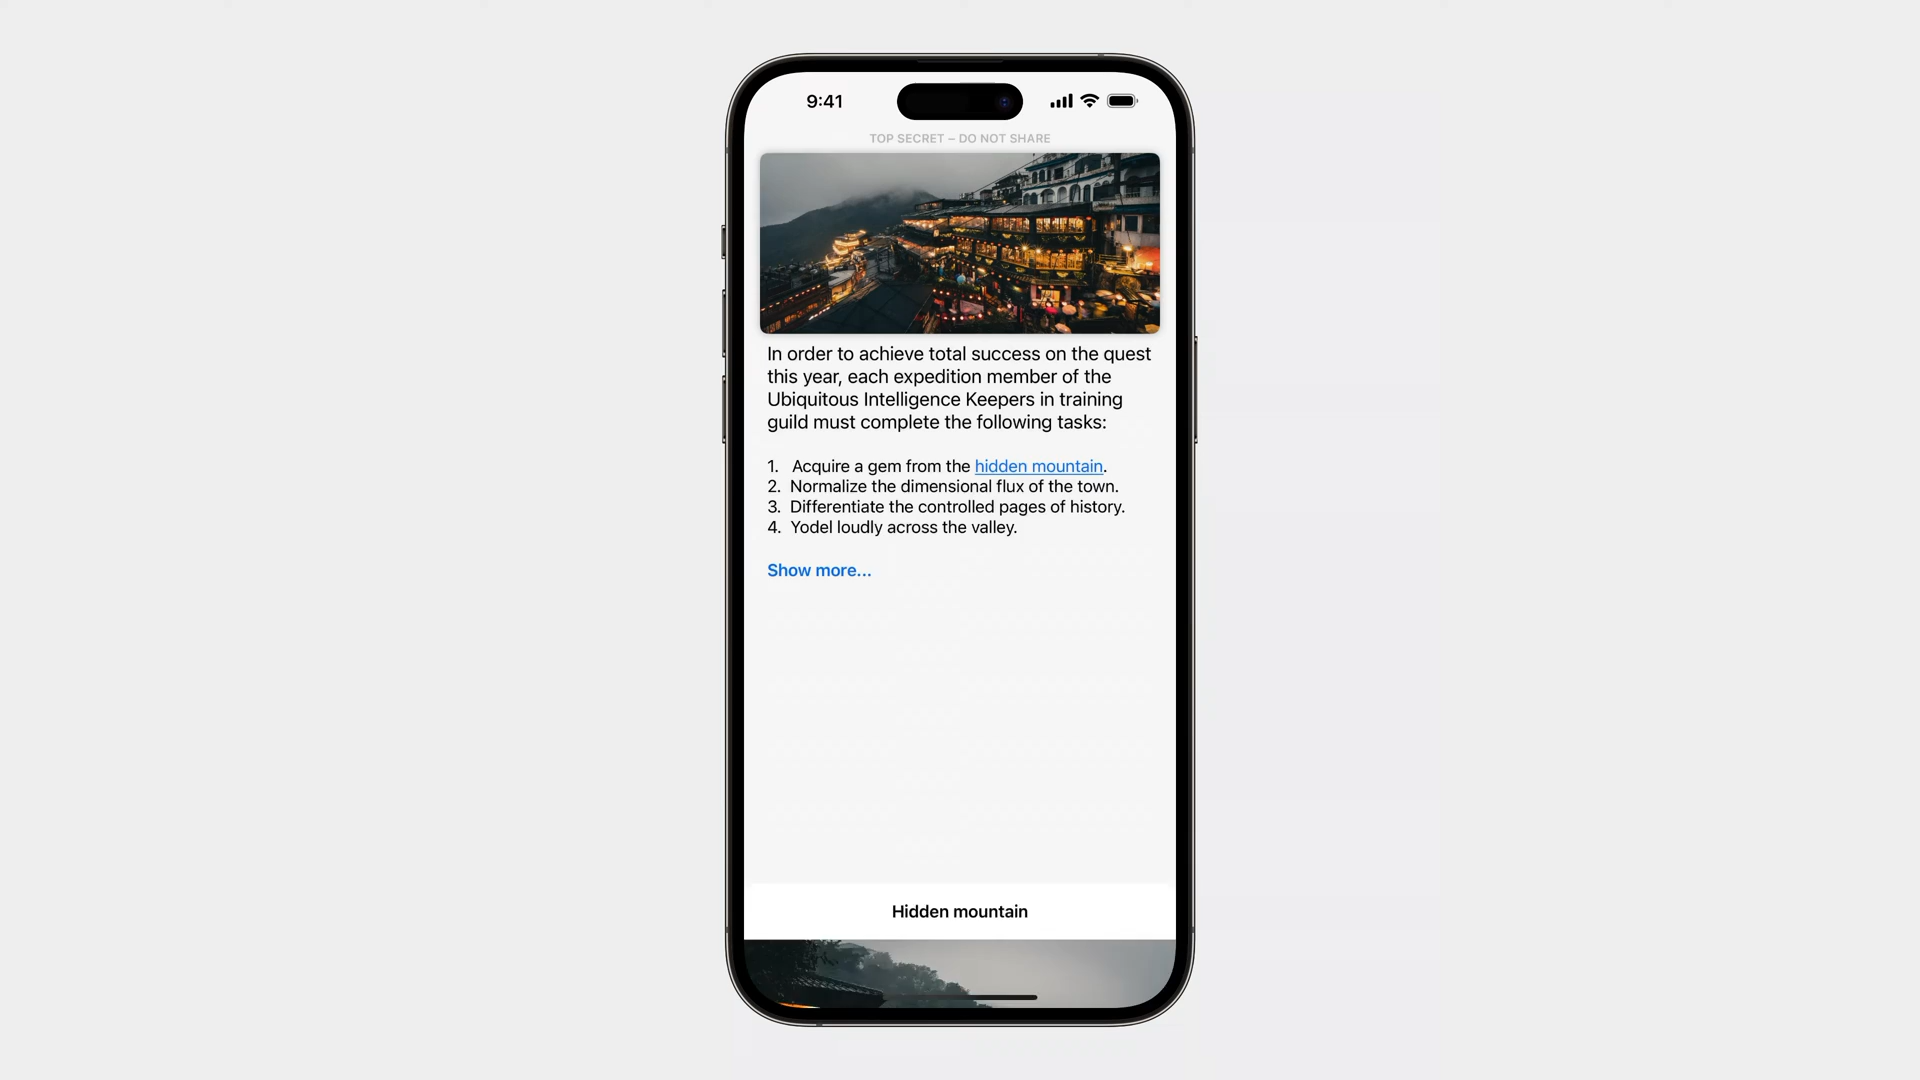 9:41
TOP SECRET – DO NOT SHARE
In order to achieve total success on the quest
this year, each expedition member of the
Ubiquitous Intelligence Keepers in training
guild must complete the following tasks:
1. Acquire a gem from the hidden mountain.
2. Normalize the dimensional flux of the town.
3. Differentiate the controlled pages of history.
4. Yodel loudly across the valley.
Show more...
Hidden mountain